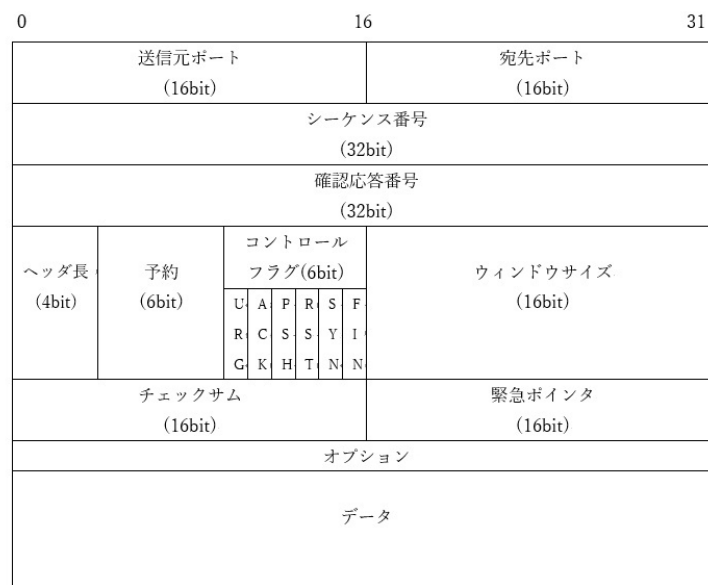 0 16 31
送信元ポート 宛先ポート
(16bit) (16bit)
シーケンス番号
(32bit)
確認応答番号
(32bit)
コントロール
ヘッダ長 予約 フラグ(6bit) ウィンドウサイズ
(4bit) (6bit) (16bit)
U A P R S F
R C S S Y I
G K H T N N
チェックサム 緊急ポインタ
(16bit) (16bit)
オプション
データ